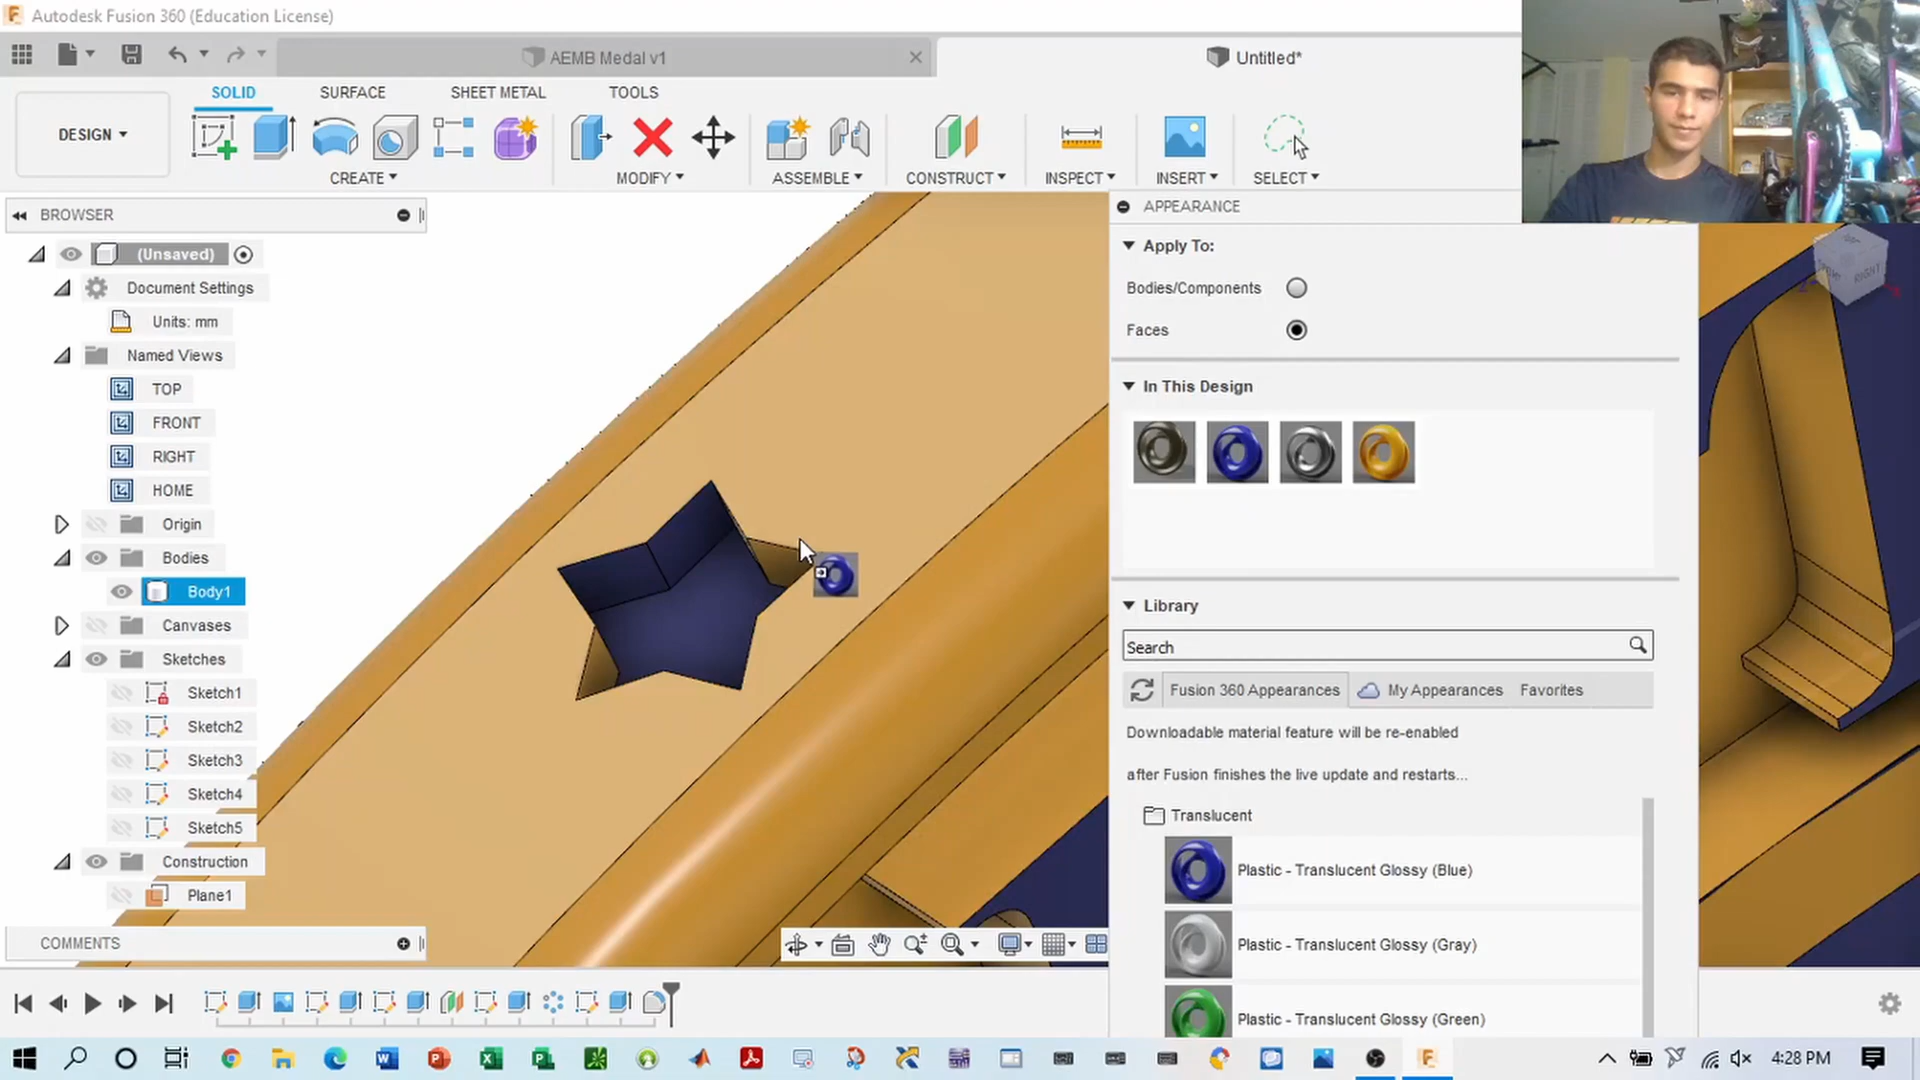 Autodesk Fusion 360 (Education License)
AEMB Medal v1
Untitled*
SOLID
SURFACE
SHEET METAL
TOOLS
DESIGN
CREATE
MODIFY
ASSEMBLE
CONSTRUCT
INSPECT
INSERT
SELECT
BROWSER
(Unsaved)
Document Settings
Units: mm
Named Views
TOP
FRONT
RIGHT
HOME
Origin
Bodies
Body1
Canvases
Sketches
Sketch1
Sketch2
Sketch3
Sketch4
Sketch5
Construction
Plane1
COMMENTS
APPEARANCE
Apply To:
Bodies/Components
Faces
In This Design
Library
Search
Fusion 360 Appearances
My Appearances
Favorites
Downloadable material feature will be re-enabled
after Fusion finishes the live update and restarts...
Translucent
Plastic - Translucent Glossy (Blue)
Plastic - Translucent Glossy (Gray)
Plastic - Translucent Glossy (Green)
RIGHT
4:28 PM